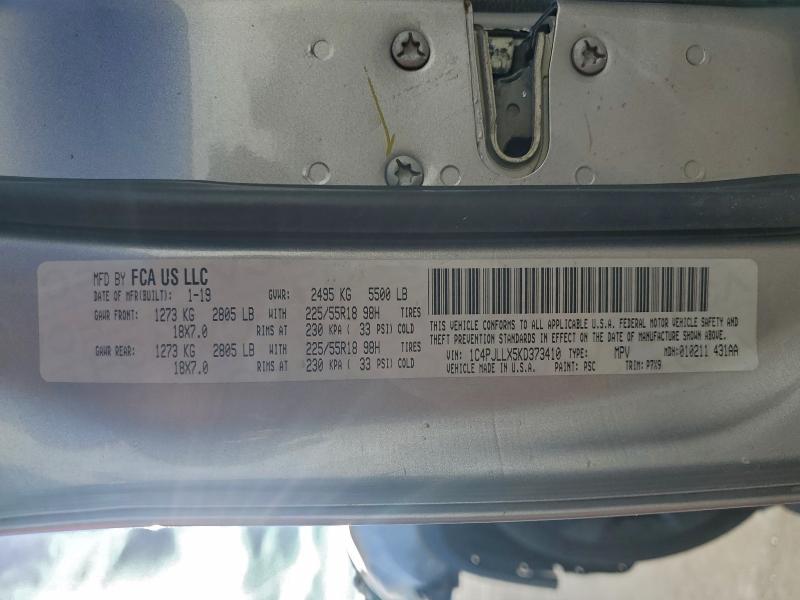 MFD BY FCA US LLC
DATE OF MFR(BUILT): 1-19 GVWR: 2495 KG 5500 LB
GAWR FRONT: 1273 KG 2805 LB WITH 225/55R18 98H TIRES
18X7.0 RIMS AT 230 KPA ( 33 PSI) COLD
GAWR REAR: 1273 KG 2805 LB WITH 225/55R18 98H TIRES
18X7.0 RIMS AT 230 KPA ( 33 PSI) COLD
THIS VEHICLE CONFORMS TO ALL APPLICABLE U.S.A. FEDERAL MOTOR VEHICLE SAFETY AND
THEFT PREVENTION STANDARDS IN EFFECT ON THE DATE OF MANUFACTURE SHOWN ABOVE.
VIN: 1C4PJLLX5KD373410 TYPE: MPV MDH: 010211 431AA
VEHICLE MADE IN U.S.A. PAINT: PSC TRIM: P7X9